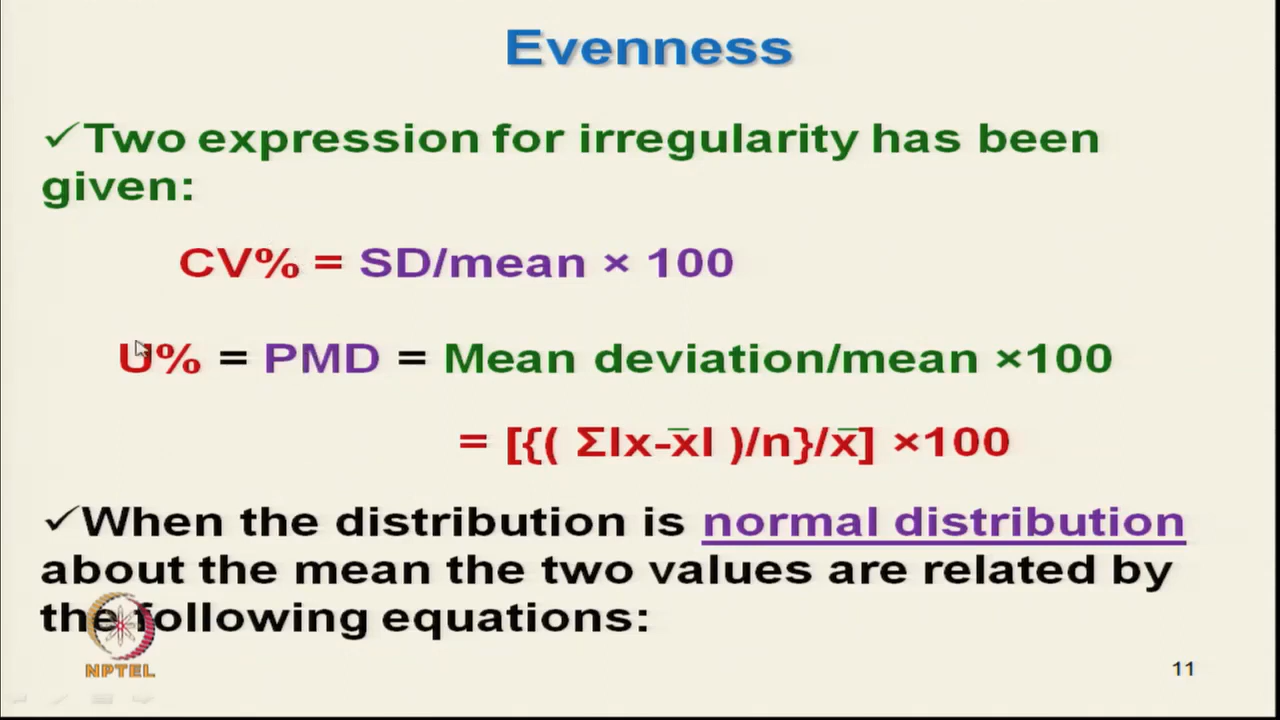 Evenness
✓Two expression for irregularity has been
given:
CV% = SD/mean × 100
U% = PMD = Mean deviation/mean ×100
= [{( Σlx-x̅l )/n}/x̅] ×100
✓When the distribution is normal distribution
about the mean the two values are related by
the following equations:
NPTEL
11